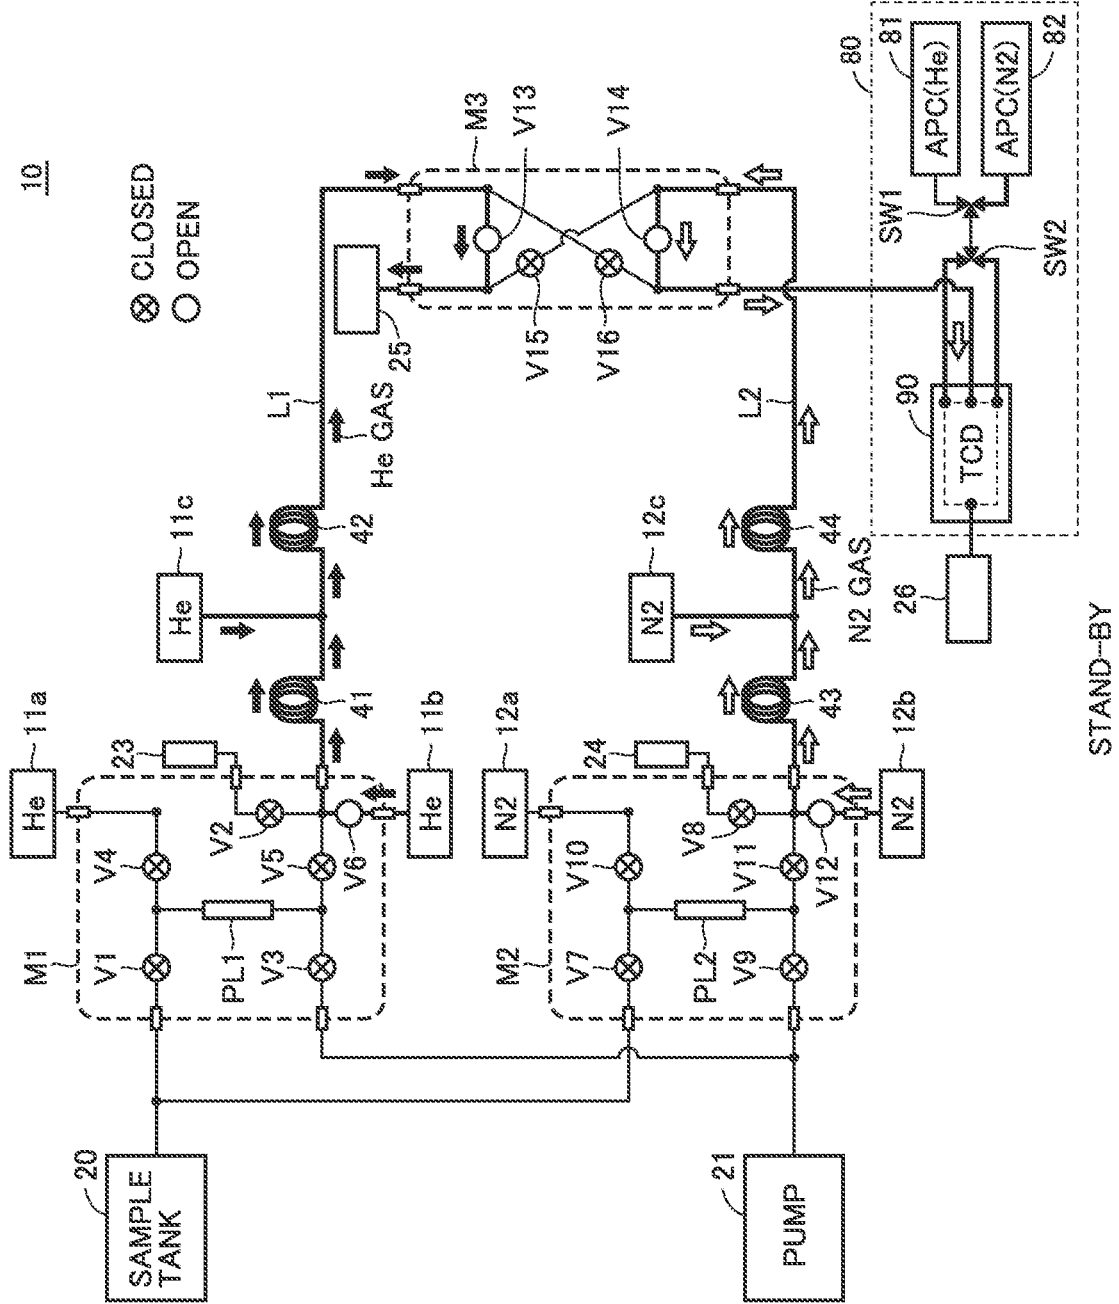 10
CLOSED
OPEN
11a
He
11c
He
23
M1
V4
V1
V2
V5
V6
V3
PL1
11b
He
41
42
He GAS
L1
25
M3
V13
V15
V16
V14
20
SAMPLE
TANK
12a
N2
12c
N2
24
M2
V10
V7
V8
V11
V12
V9
PL2
12b
N2
43
44
N2 GAS
L2
21
PUMP
80
81
APC(He)
82
APC(N2)
SW1
SW2
90
TCD
26
STAND-BY